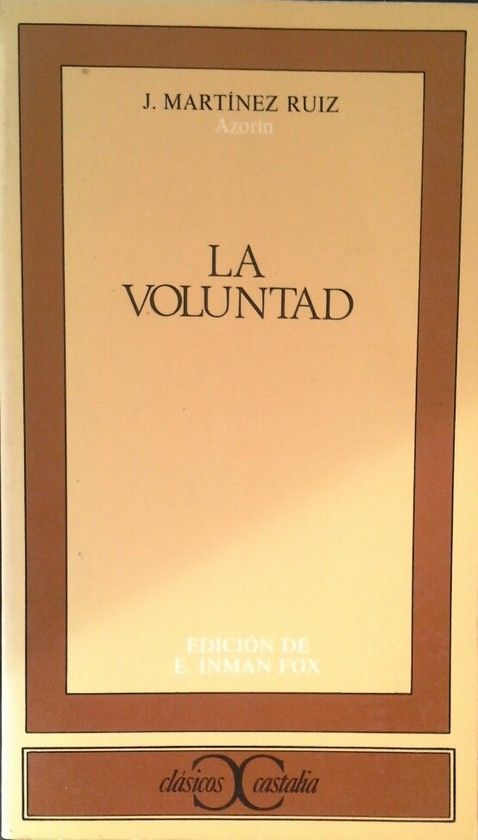 J. MARTÍNEZ RUIZ
Azorín
LA
VOLUNTAD
EDICIÓN DE
E. INMAN FOX
clásicos castalia